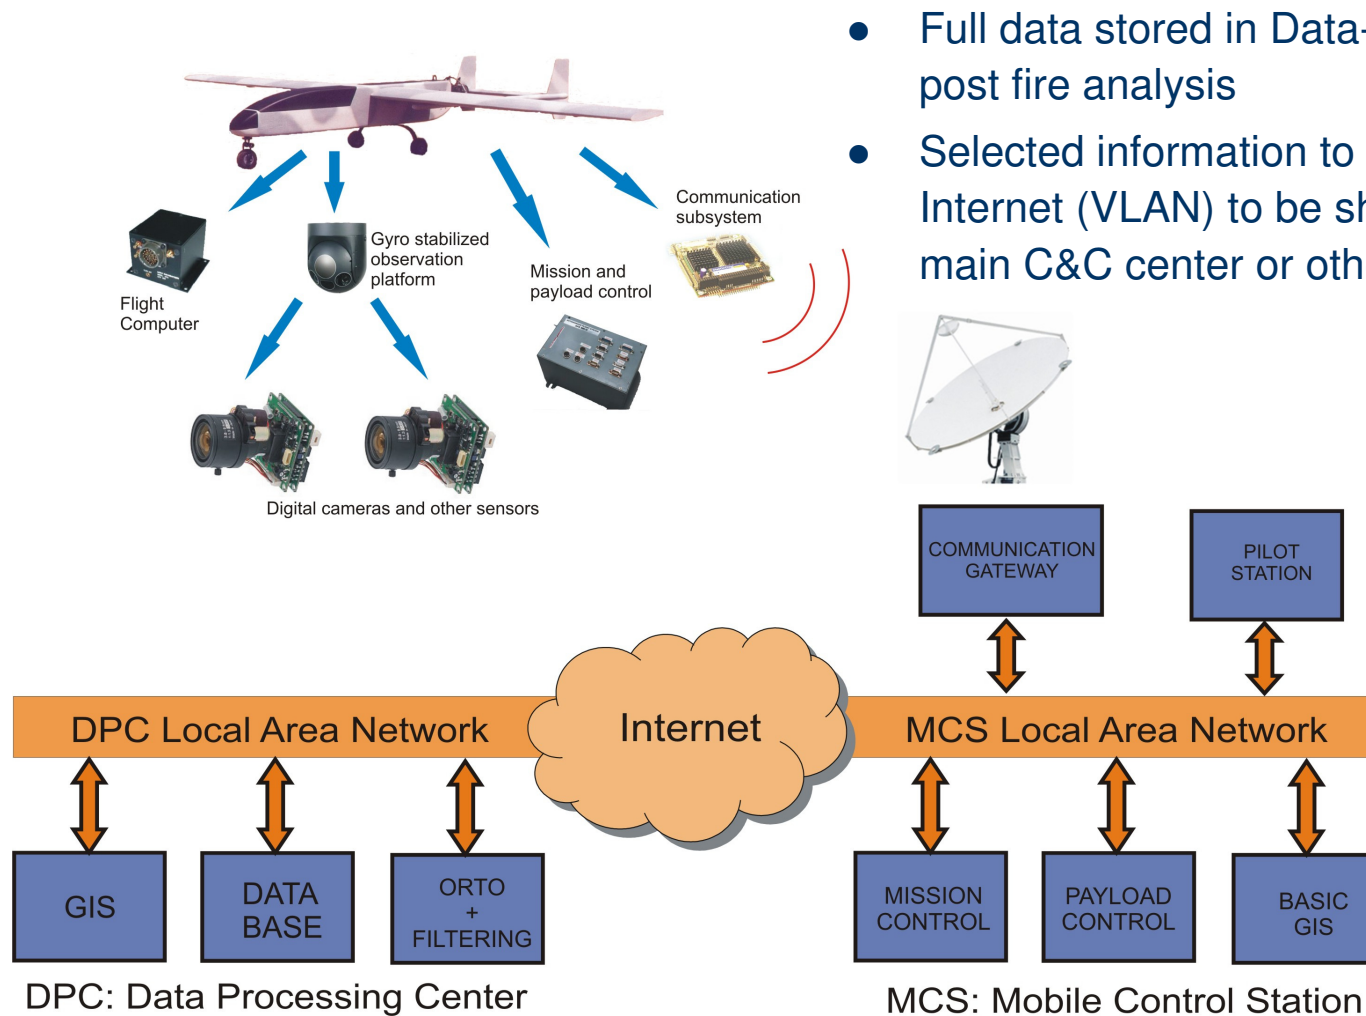 Full data stored in Data-
post fire analysis
Selected information to
Internet (VLAN) to be sh
main C&C center or oth
Communication
subsystem
Gyro stabilized
observation
platform
Mission and
payload control
Flight
Computer
Digital cameras and other sensors
COMMUNICATION
GATEWAY
PILOT
STATION
DPC Local Area Network
Internet
MCS Local Area Network
GIS
DATA
BASE
ORTO
+
FILTERING
MISSION
CONTROL
PAYLOAD
CONTROL
BASIC
GIS
DPC: Data Processing Center
MCS: Mobile Control Station